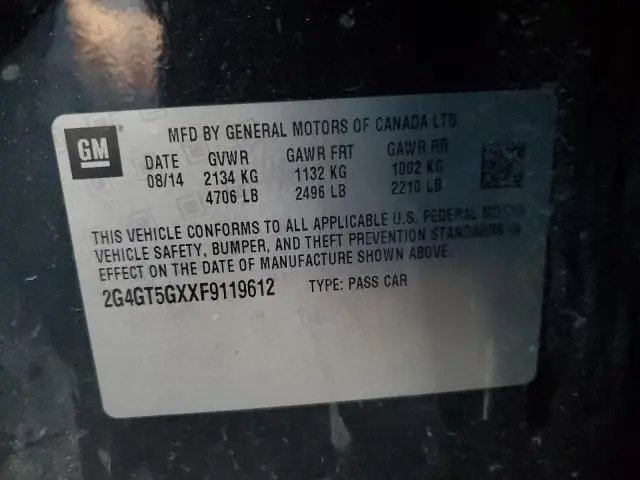 GM
MFD BY GENERAL MOTORS OF CANADA LTD
DATE GVWR GAWR FRT GAWR RR
08/14 2134 KG 1132 KG 1002 KG
4706 LB 2496 LB 2210 LB
THIS VEHICLE CONFORMS TO ALL APPLICABLE U.S. FEDERAL MOTOR
VEHICLE SAFETY, BUMPER, AND THEFT PREVENTION STANDARDS IN
EFFECT ON THE DATE OF MANUFACTURE SHOWN ABOVE.
2G4GT5GXXF9119612 TYPE: PASS CAR